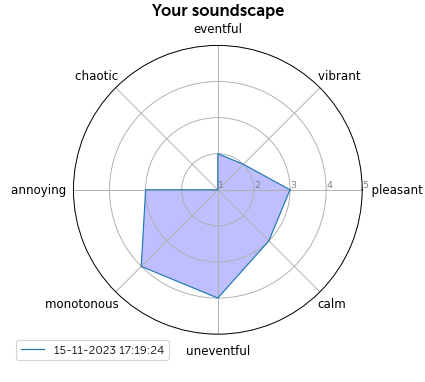 Your soundscape
eventful
chaotic
vibrant
annoying
1
2
3
4
5
pleasant
monotonous
calm
uneventful
15-11-2023 17:19:24